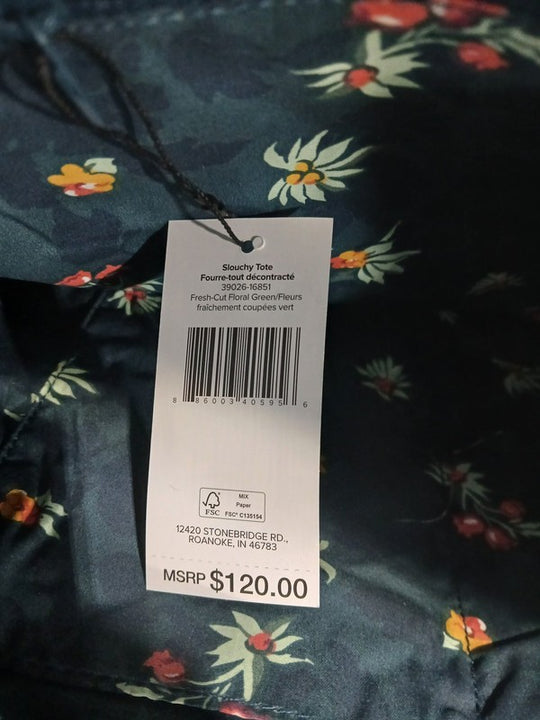 Slouchy Tote
Fourre-tout décontracté
39026-16851
Fresh-Cut Floral Green/Fleurs
fraîchement coupées vert
8 86003 40595 6
FSC
MIX
Paper
FSC® C135154
12420 STONEBRIDGE RD.,
ROANOKE, IN 46783
MSRP $120.00